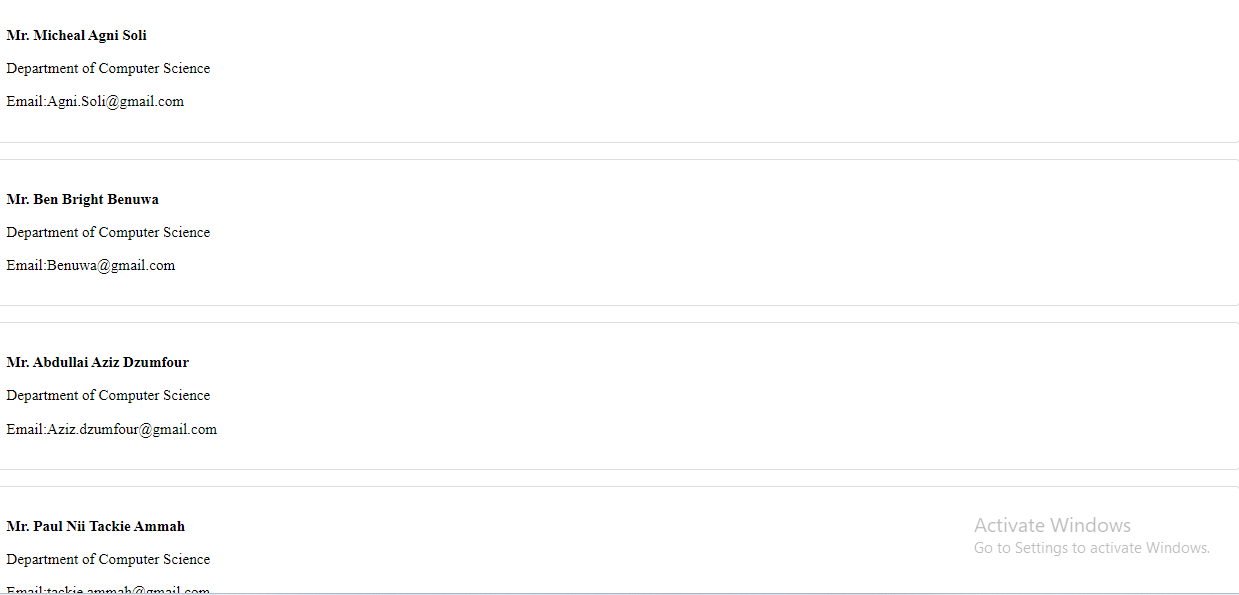 Mr. Micheal Agni Soli
Department of Computer Science
Email:Agni.Soli@gmail.com
Mr. Ben Bright Benuwa
Department of Computer Science
Email:Benuwa@gmail.com
Mr. Abdullai Aziz Dzumfour
Department of Computer Science
Email:Aziz.dzumfour@gmail.com
Mr. Paul Nii Tackie Ammah
Department of Computer Science
Email:tackie.ammah@gmail.com
Activate Windows
Go to Settings to activate Windows.